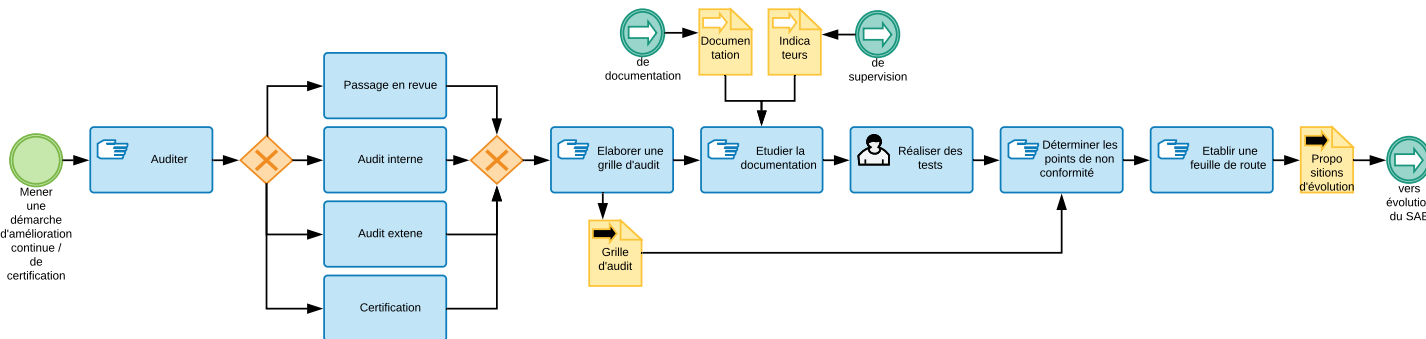 Documen
tation
Indica
teurs
de
documentation
de
supervision
Passage en revue
Auditer
Audit interne
Audit extene
Certification
Mener
une
démarche
d'amélioration
continue /
de
certification
Elaborer une
grille d'audit
Etudier la
documentation
Réaliser des
tests
Déterminer les
points de non
conformité
Etablir une
feuille de route
Propo
sitions
d'évolution
vers
évolutio
du SAE
Grille
d'audit